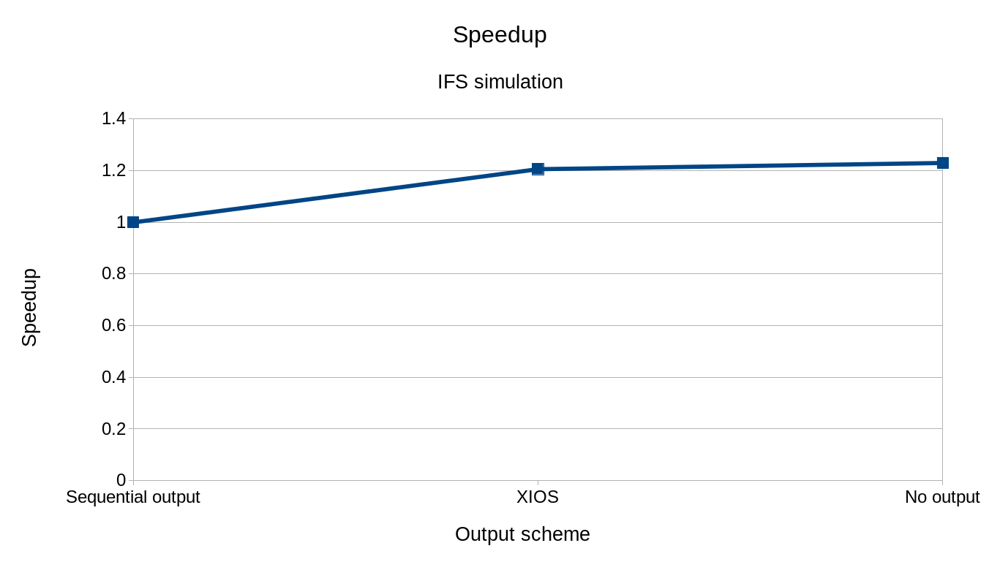 Speedup
IFS simulation
Speedup
1.4
1.2
1
0.8
0.6
0.4
0.2
0
Sequential output
XIOS
No output
Output scheme